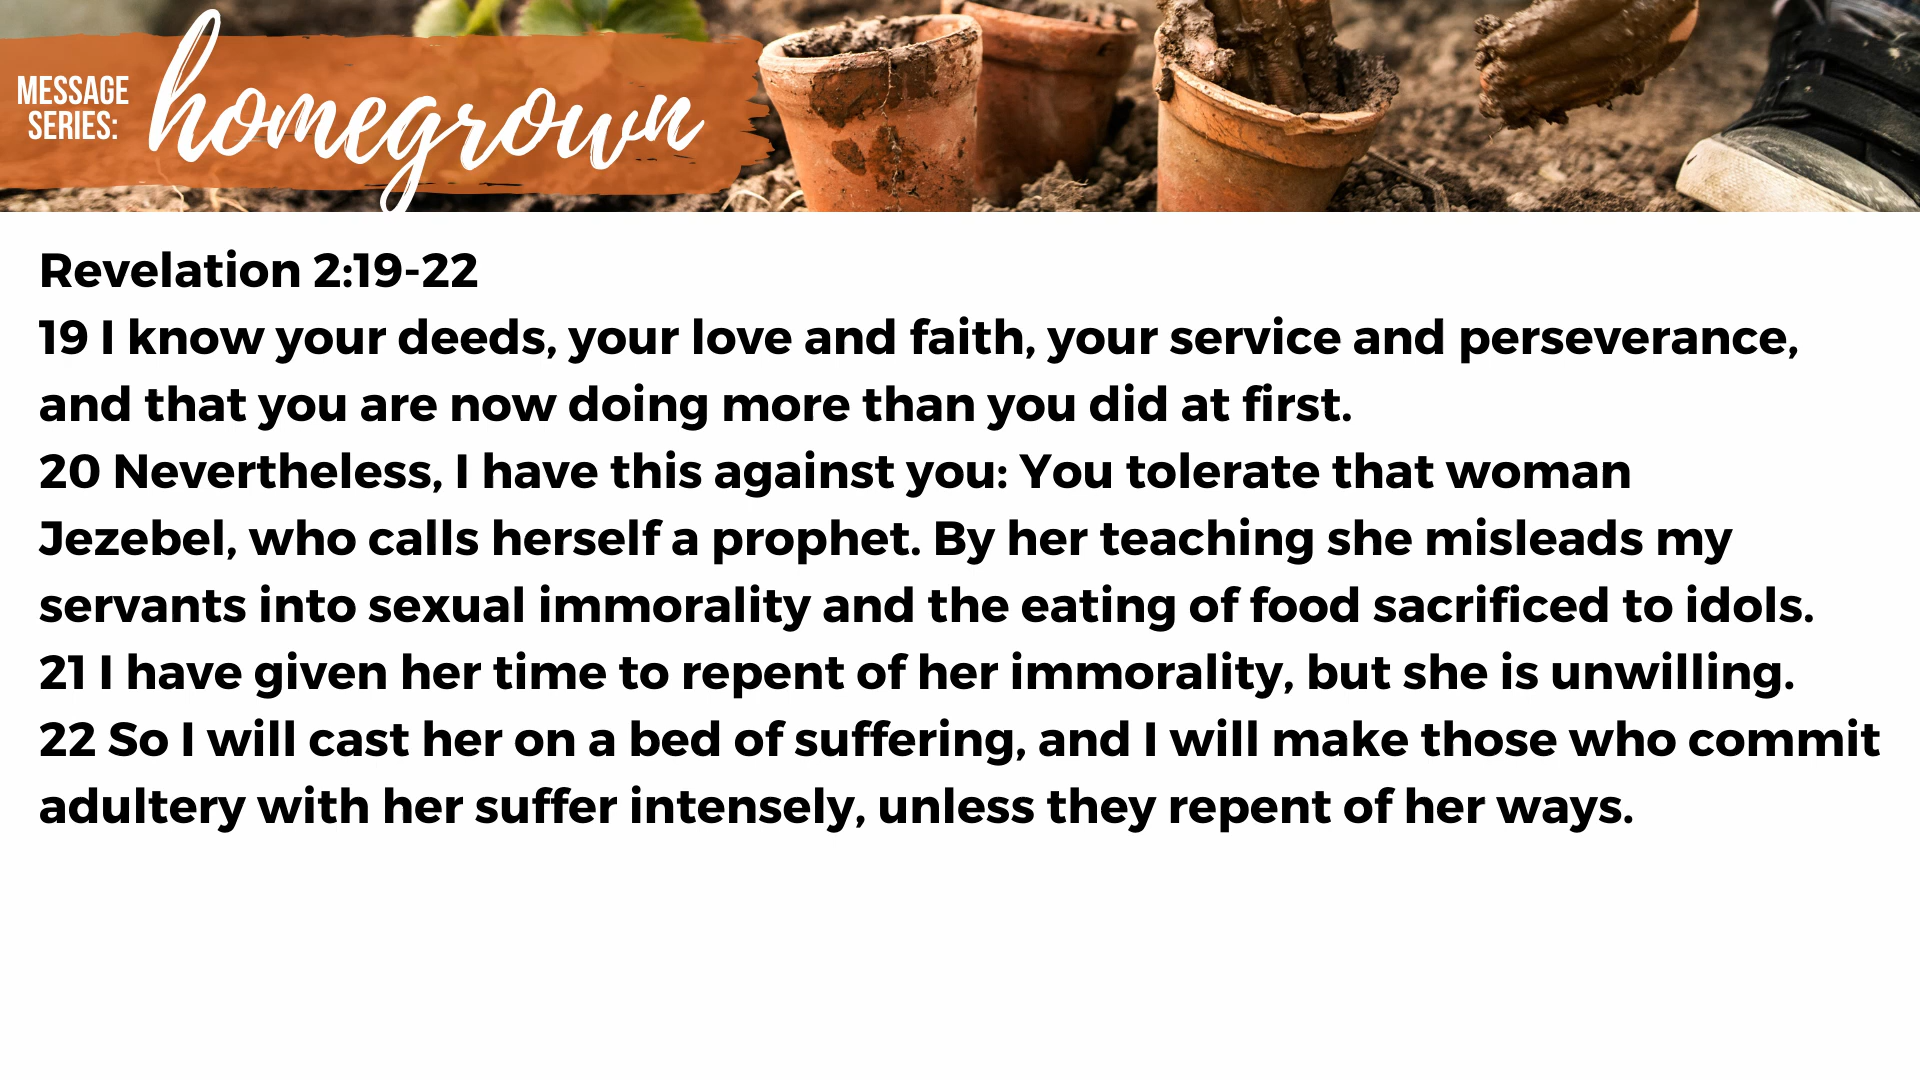 MESSAGE
SERIES:
homegrown
Revelation 2:19-22
19 I know your deeds, your love and faith, your service and perseverance,
and that you are now doing more than you did at first.
20 Nevertheless, I have this against you: You tolerate that woman
Jezebel, who calls herself a prophet. By her teaching she misleads my
servants into sexual immorality and the eating of food sacrificed to idols.
21 I have given her time to repent of her immorality, but she is unwilling.
22 So I will cast her on a bed of suffering, and I will make those who commit
adultery with her suffer intensely, unless they repent of her ways.